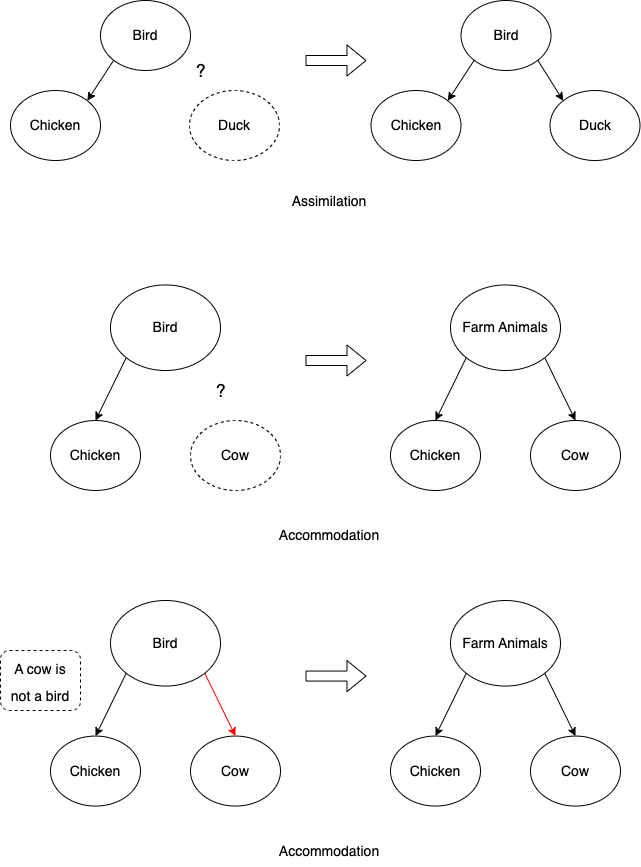 Bird
Bird
?
Chicken
Duck
Chicken
Duck
Assimilation
Bird
Farm Animals
?
Chicken
Cow
Chicken
Cow
Accommodation
Bird
Farm Animals
A cow is
not a bird
Chicken
Cow
Chicken
Cow
Accommodation